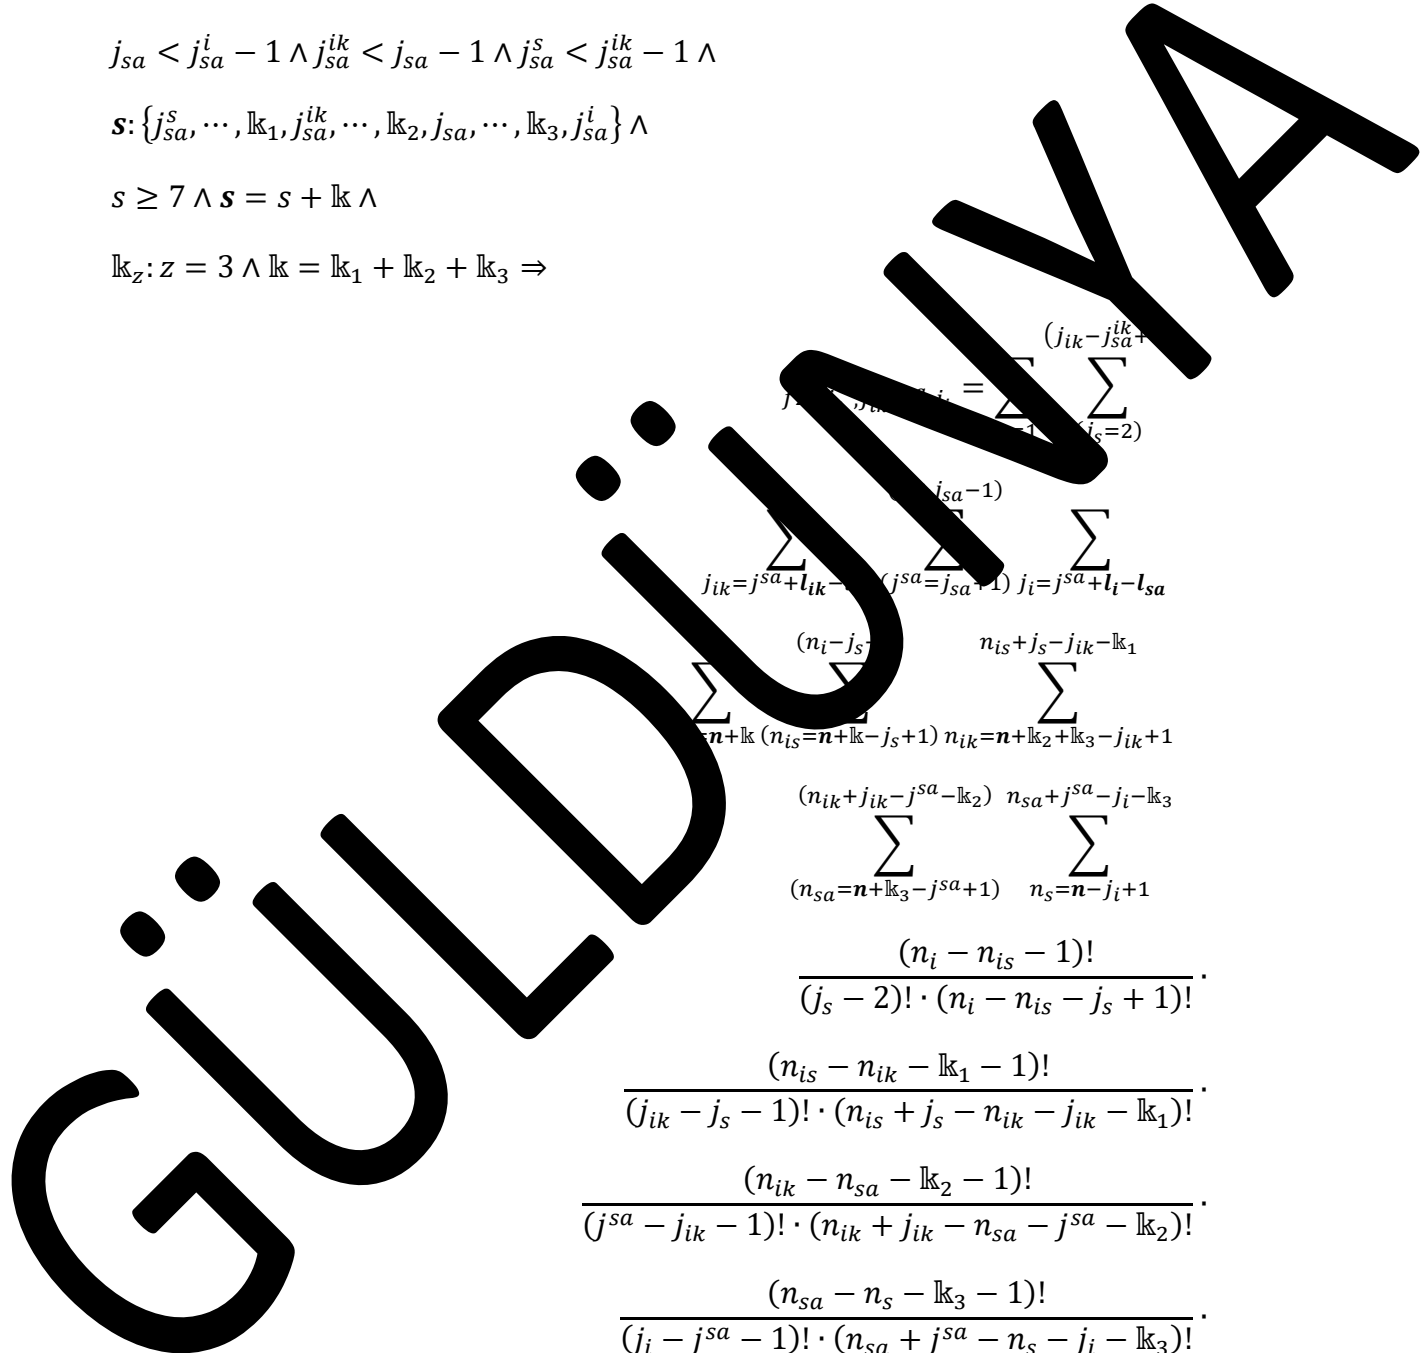 j_{sa} < j_{sa}^{i} − 1 ∧ j_{sa}^{ik} < j_{sa} − 1 ∧ j_{sa}^{s} < j_{sa}^{ik} − 1 ∧
s: {j_{sa}^{s}, ⋯, 𝕜_1, j_{sa}^{ik}, ⋯, 𝕜_2, j_{sa}, ⋯, 𝕜_3, j_{sa}^{i}} ∧
s ≥ 7 ∧ s = s + 𝕜 ∧
𝕜_z: z = 3 ∧ 𝕜 = 𝕜_1 + 𝕜_2 + 𝕜_3 ⇒
(j_{ik}−j_{sa}^{ik}+
= ∑ ∑
=1 (j_s=2)
j_{sa}−1)
∑ ∑ ∑
j_{ik}=j^{sa}+l_{ik}− (j^{sa}=j_{sa}+1) j_i=j^{sa}+l_i−l_{sa}
(n_i−j_s n_{is}+j_s−j_{ik}−𝕜_1
∑ ∑ ∑
=n+𝕜 (n_{is}=n+𝕜−j_s+1) n_{ik}=n+𝕜_2+𝕜_3−j_{ik}+1
(n_{ik}+j_{ik}−j^{sa}−𝕜_2) n_{sa}+j^{sa}−j_i−𝕜_3
∑ ∑
(n_{sa}=n+𝕜_3−j^{sa}+1) n_s=n−j_i+1
(n_i − n_{is} − 1)!
(j_s − 2)! · (n_i − n_{is} − j_s + 1)! ·
(n_{is} − n_{ik} − 𝕜_1 − 1)!
(j_{ik} − j_s − 1)! · (n_{is} + j_s − n_{ik} − j_{ik} − 𝕜_1)! ·
(n_{ik} − n_{sa} − 𝕜_2 − 1)!
(j^{sa} − j_{ik} − 1)! · (n_{ik} + j_{ik} − n_{sa} − j^{sa} − 𝕜_2)! ·
(n_{sa} − n_s − 𝕜_3 − 1)!
(j_i − j^{sa} − 1)! · (n_{sa} + j^{sa} − n_s − j_i − 𝕜_3)! ·
GÜLDÜNYA